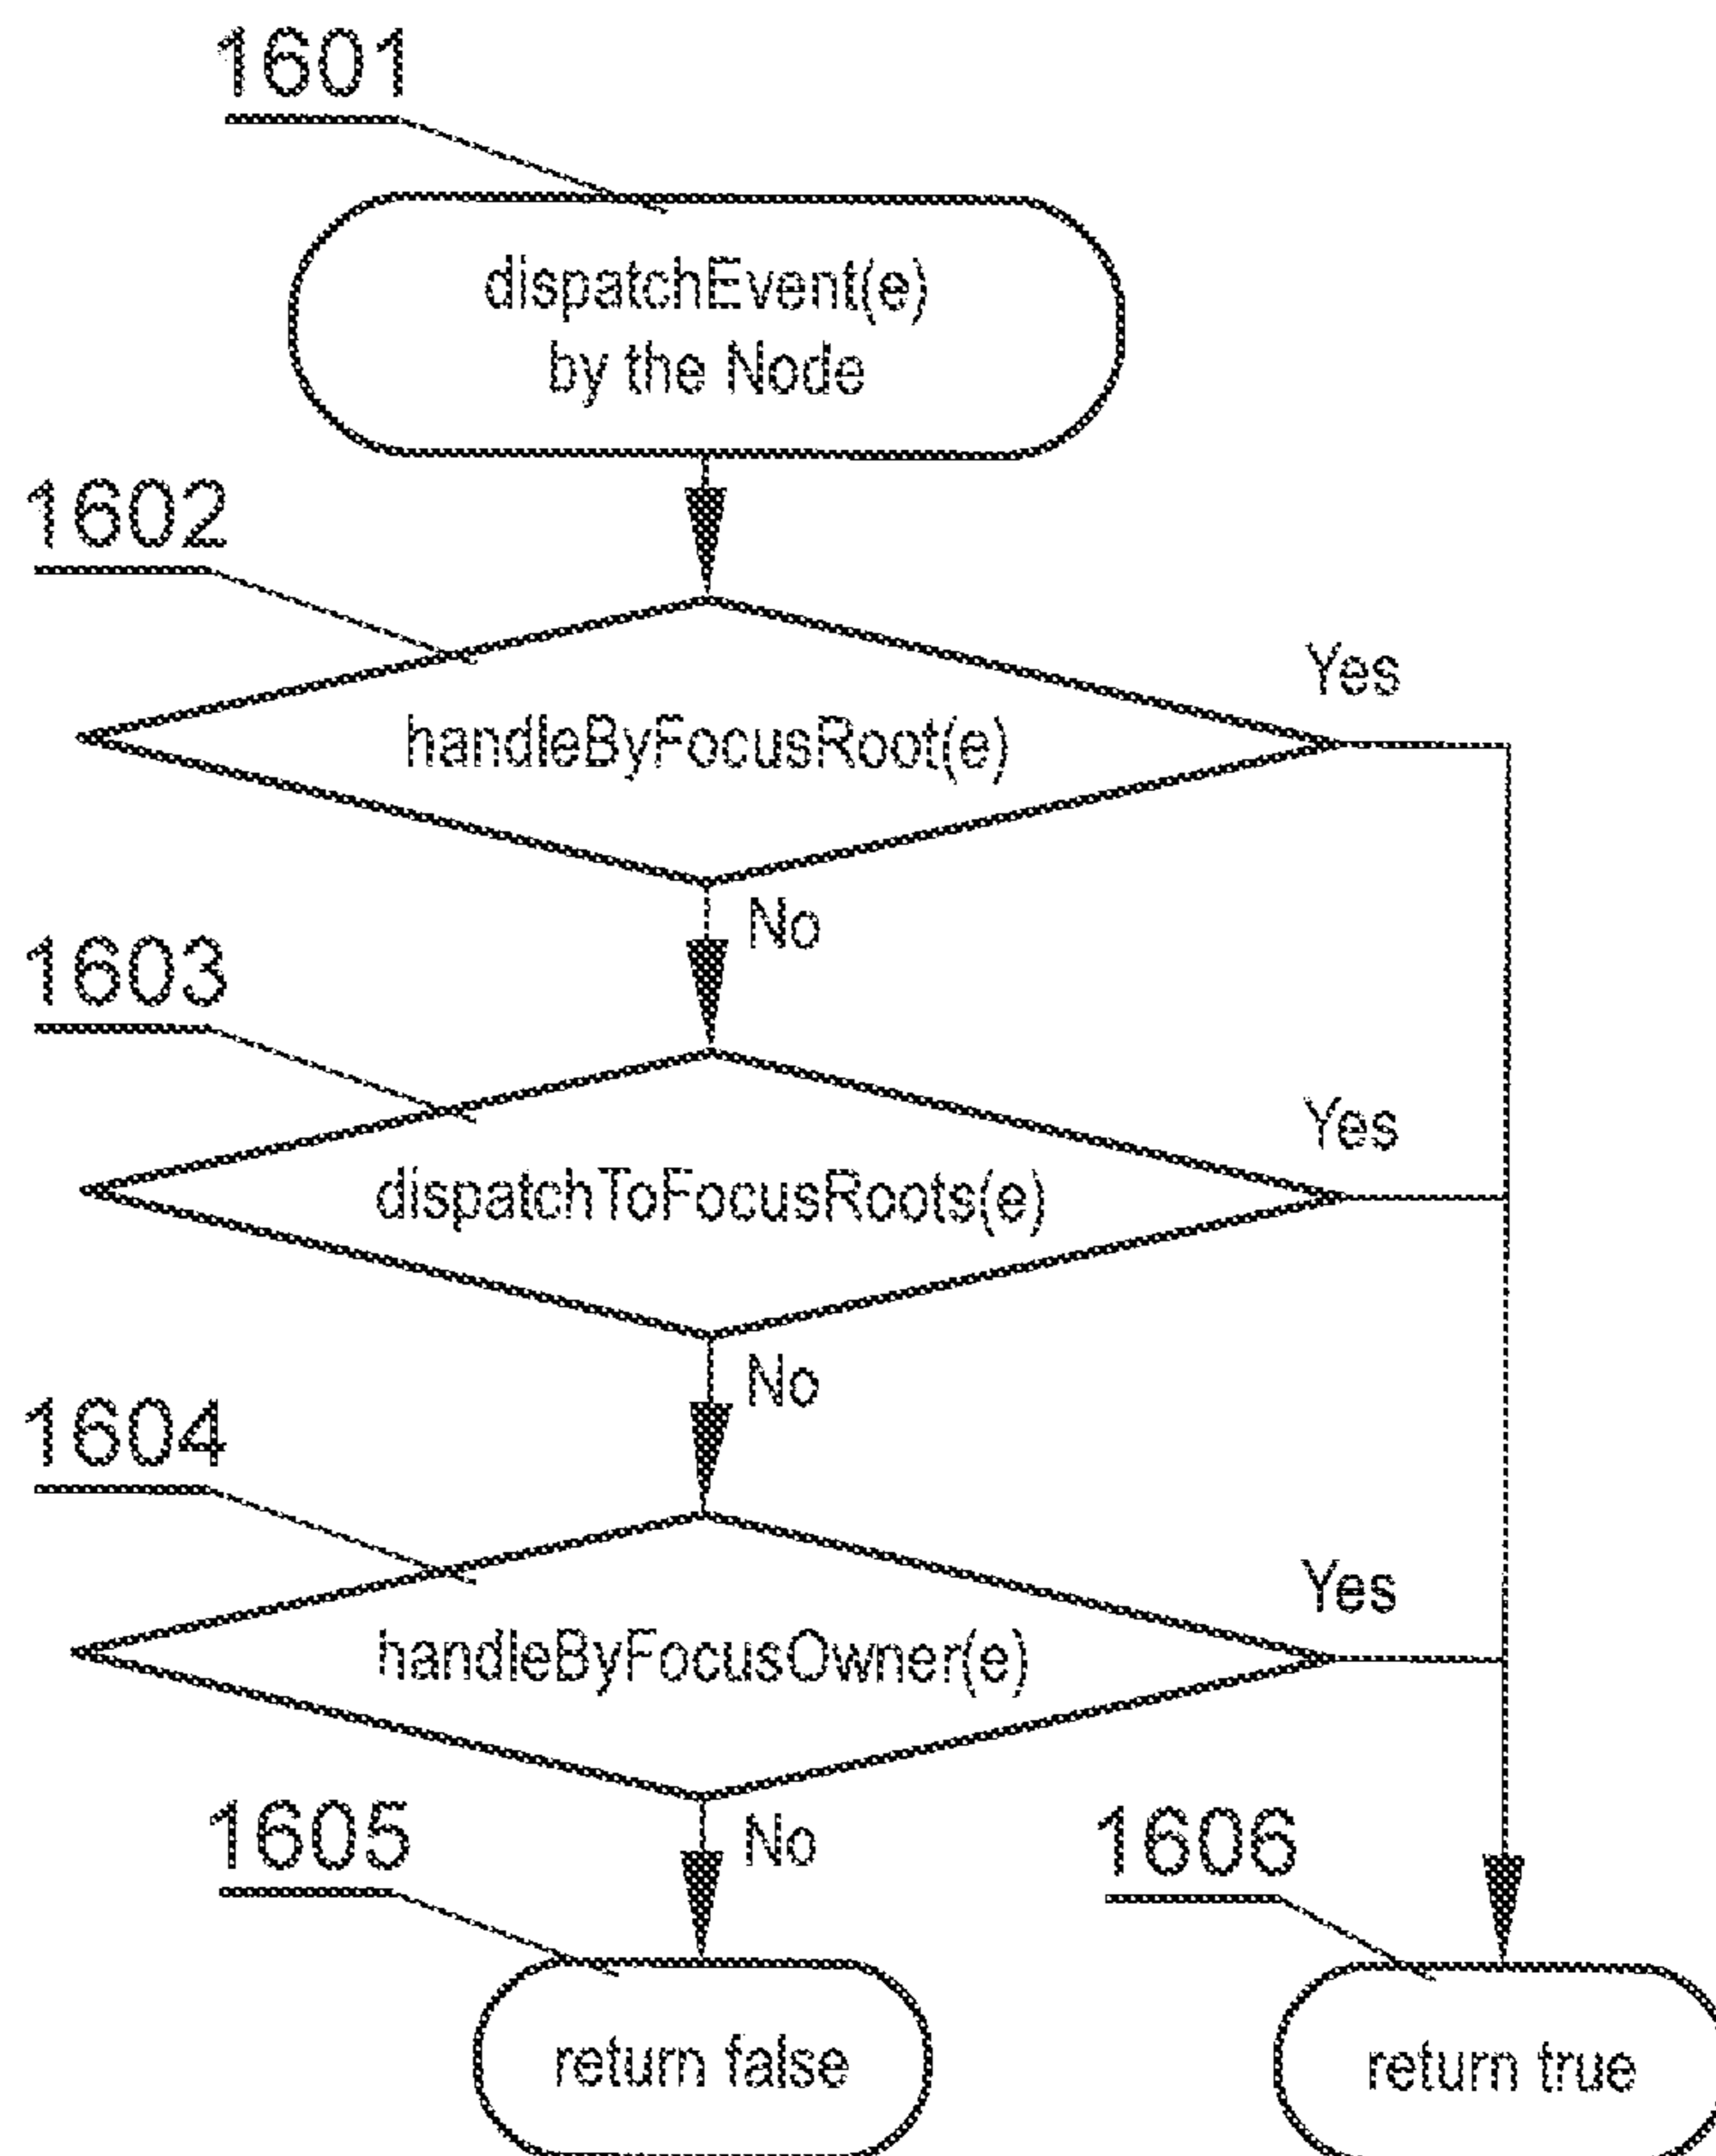 1601
dispatchEvent(e)
by the Node
1602
handleByFocusRoot(e)
Yes
No
1603
dispatchToFocusRoots(e)
Yes
No
1604
handleByFocusOwner(e)
Yes
No
1605
return false
1606
return true